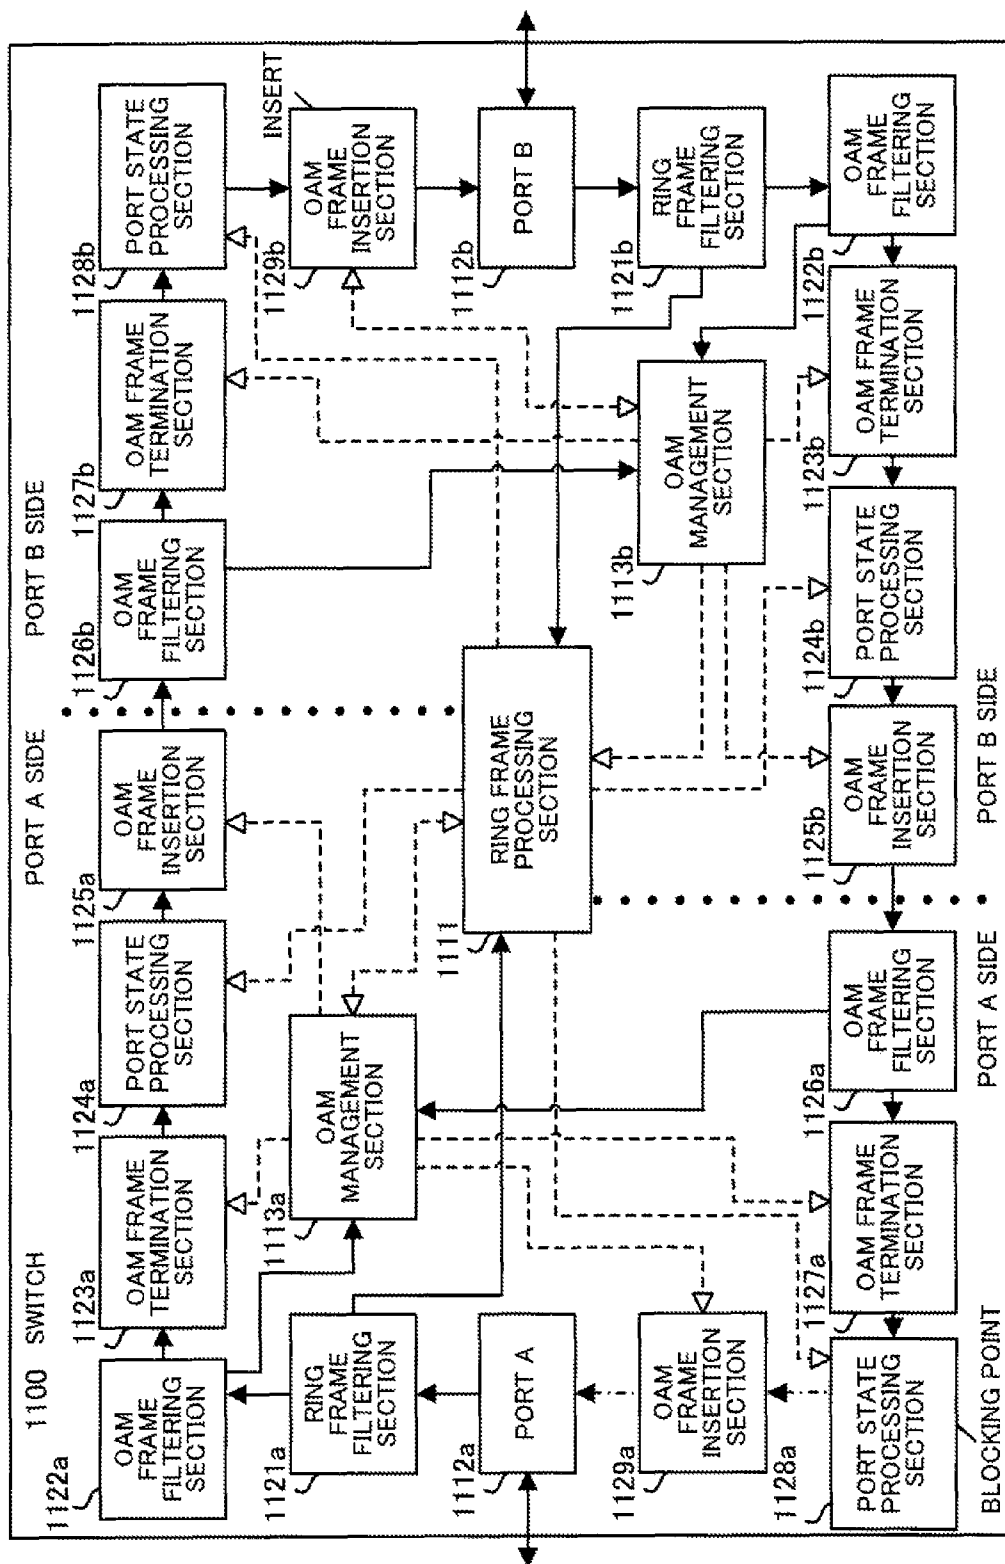 1100 SWITCH
PORT A SIDE
PORT B SIDE
1122a
OAM
FRAME
FILTERING
SECTION
1123a
OAM FRAME
TERMINATION
SECTION
1124a
PORT STATE
PROCESSING
SECTION
1125a
OAM
FRAME
INSERTION
SECTION
1126b
OAM
FRAME
FILTERING
SECTION
1127b
OAM FRAME
TERMINATION
SECTION
1128b
PORT STATE
PROCESSING
SECTION
1121a
RING
FRAME
FILTERING
SECTION
1113a
OAM
MANAGEMENT
SECTION
1129b
OAM
FRAME
INSERTION
SECTION
INSERT
1112a
PORT A
1111
RING FRAME
PROCESSING
SECTION
1112b
PORT B
1129a
OAM
FRAME
INSERTION
SECTION
1113b
OAM
MANAGEMENT
SECTION
1121b
RING
FRAME
FILTERING
SECTION
1128a
PORT STATE
PROCESSING
SECTION
1127a
OAM FRAME
TERMINATION
SECTION
1126a
OAM
FRAME
FILTERING
SECTION
1125b
OAM
FRAME
INSERTION
SECTION
1124b
PORT STATE
PROCESSING
SECTION
1123b
OAM FRAME
TERMINATION
SECTION
1122b
OAM
FRAME
FILTERING
SECTION
BLOCKING POINT
PORT A SIDE
PORT B SIDE